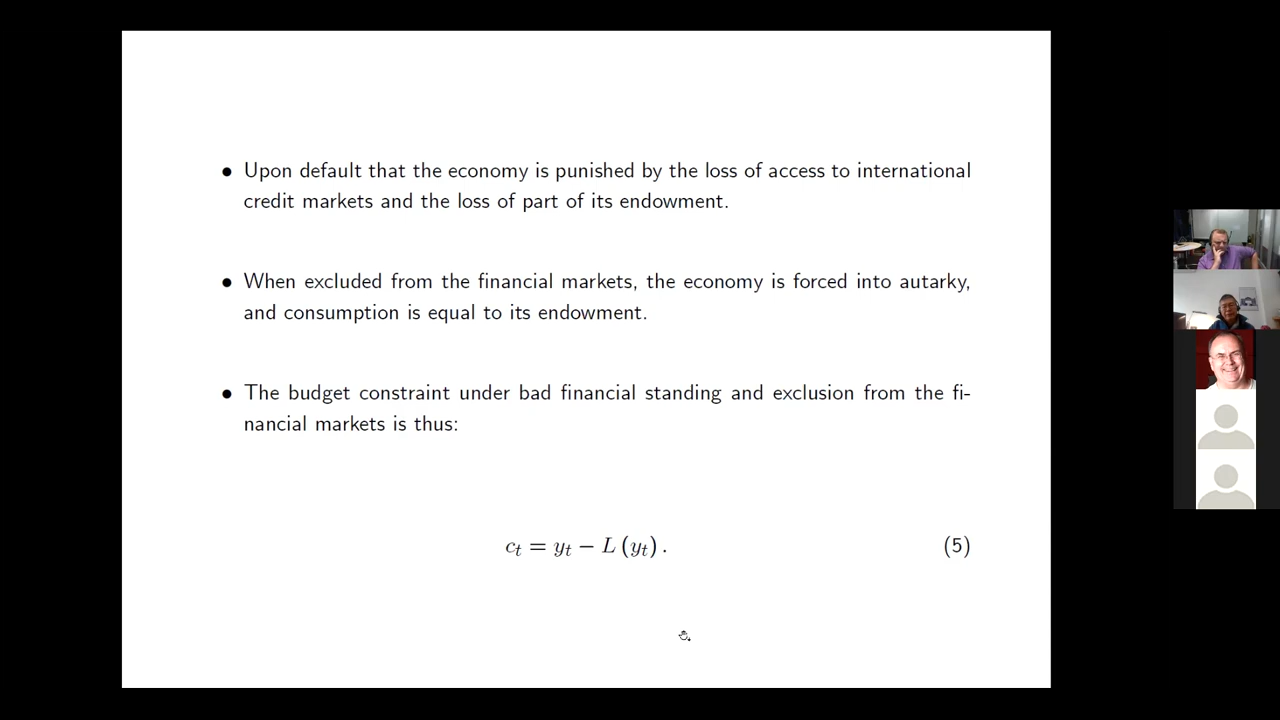 • Upon default that the economy is punished by the loss of access to international
credit markets and the loss of part of its endowment.
• When excluded from the financial markets, the economy is forced into autarky,
and consumption is equal to its endowment.
• The budget constraint under bad financial standing and exclusion from the fi-
nancial markets is thus:
c_t = y_t − L (y_t) . (5)